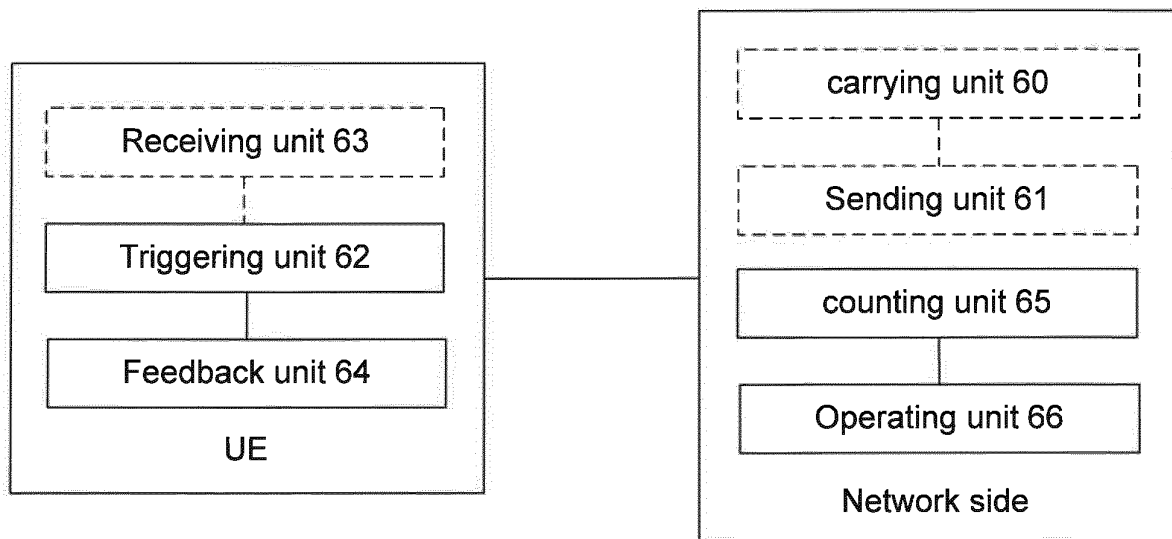 Receiving unit 63
Triggering unit 62
Feedback unit 64
UE
carrying unit 60
Sending unit 61
counting unit 65
Operating unit 66
Network side